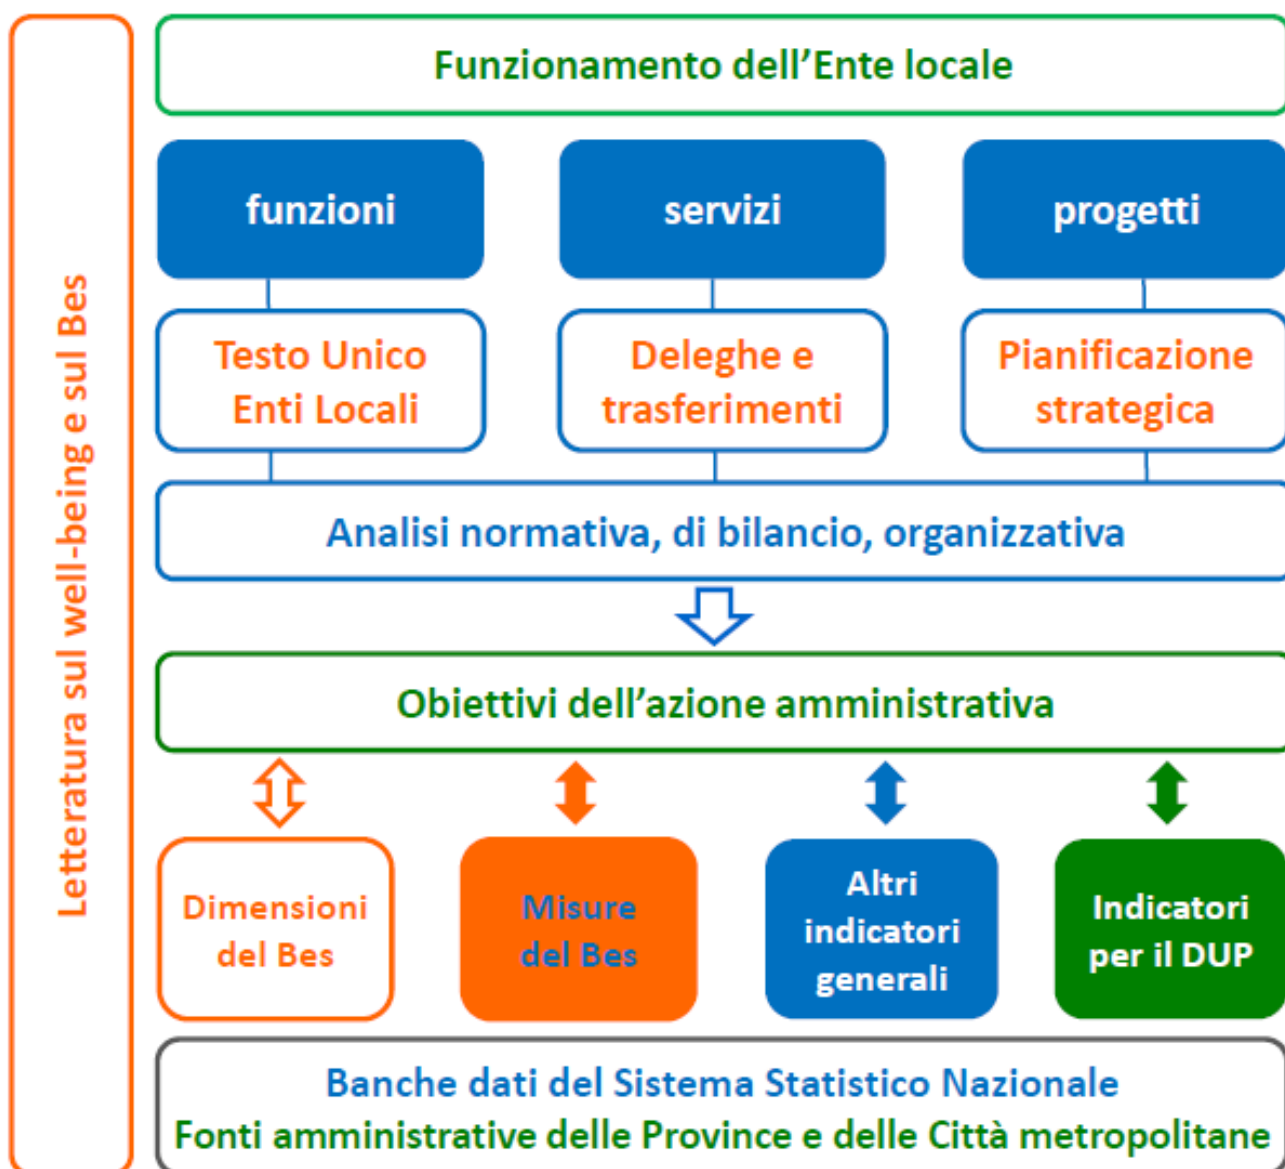 Letteratura sul well-being e sul Bes
Funzionamento dell’Ente locale
funzioni
servizi
progetti
Testo Unico
Enti Locali
Deleghe e
trasferimenti
Pianificazione
strategica
Analisi normativa, di bilancio, organizzativa
Obiettivi dell’azione amministrativa
Dimensioni
del Bes
Misure
del Bes
Altri
indicatori
generali
Indicatori
per il DUP
Banche dati del Sistema Statistico Nazionale
Fonti amministrative delle Province e delle Città metropolitane